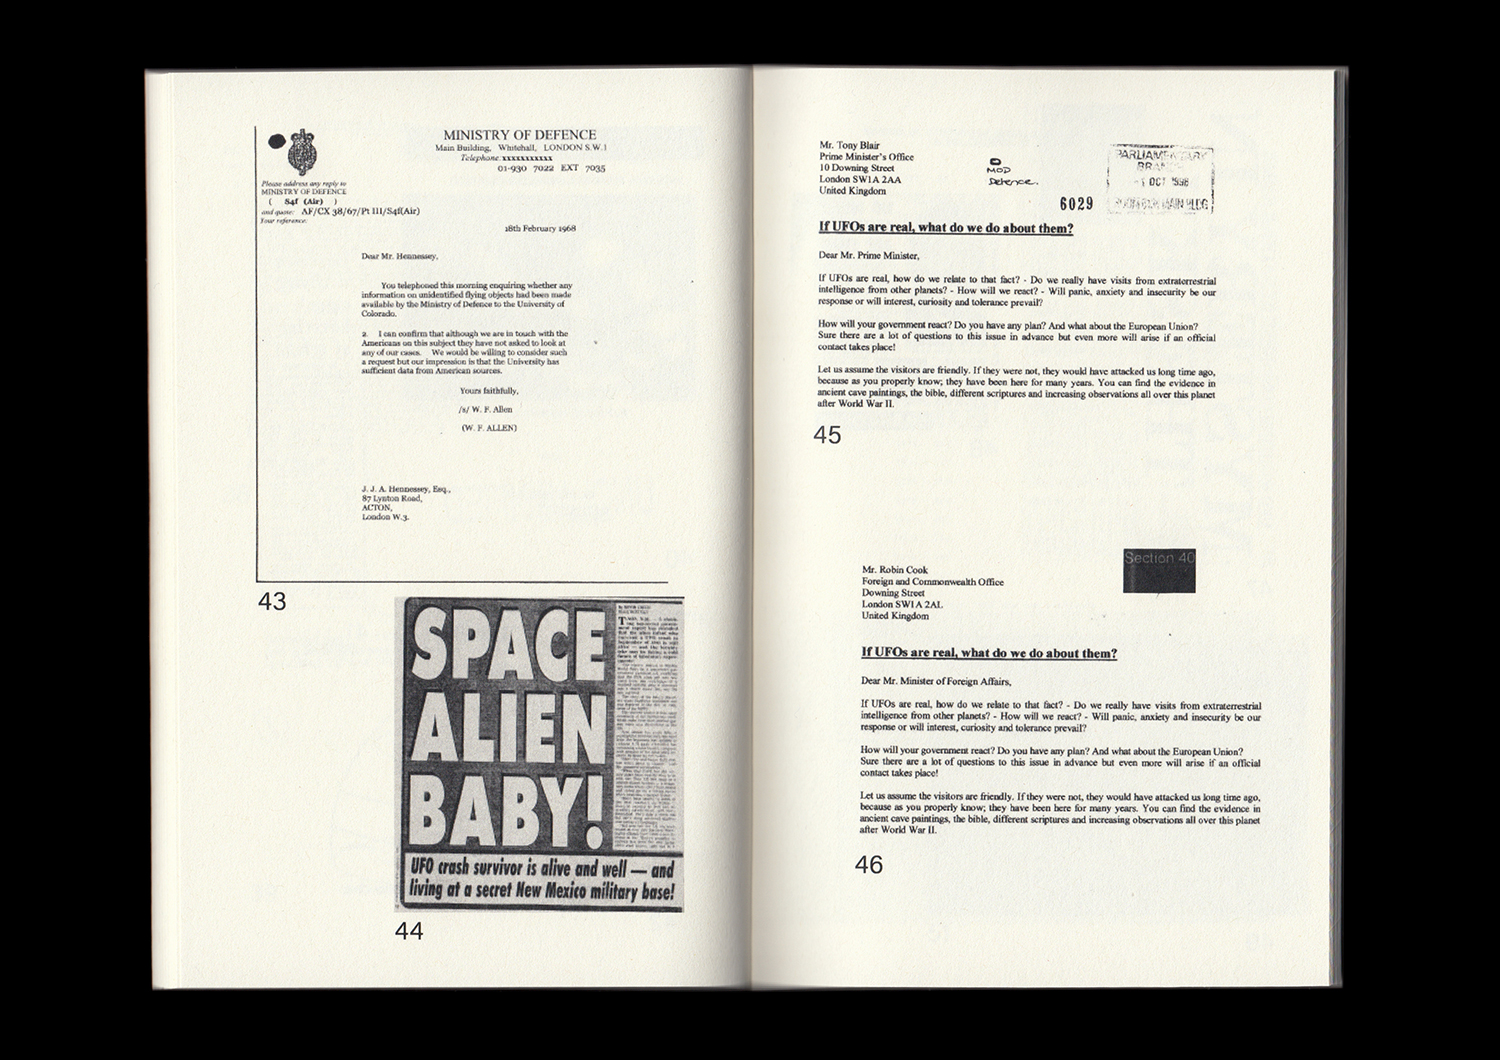 MINISTRY OF DEFENCE
Main Building, Whitehall, LONDON S.W.1
Telephone: xxxxxxxxxxx
01-930 7022 EXT 7035
Please address any reply to
MINISTRY OF DEFENCE
( S4f (Air) )
and quote: AF/CX 38/67/Pt III/S4f(Air)
Your reference:
18th February 1968
Dear Mr. Hennessey,
You telephoned this morning enquiring whether any
information on unidentified flying objects had been made
available by the Ministry of Defence to the University of
Colorado.
2. I can confirm that although we are in touch with the
Americans on this subject they have not asked to look at
any of our cases. We would be willing to consider such
a request but our impression is that the University has
sufficient data from American sources.
Yours faithfully,
/s/ W. F. Allen
(W. F. ALLEN)
J. J. A. Hennessey, Esq.,
87 Lynton Road,
ACTON,
London W.3.
43
SPACE
ALIEN
BABY!
UFO crash survivor is alive and well — and
living at a secret New Mexico military base!
44
Mr. Tony Blair
Prime Minister's Office
10 Downing Street
London SW1A 2AA
United Kingdom
MOD
Defence.
6029
PARLIAMENTARY
BRANCH
-1 OCT 1998
MAIN BLDG
If UFOs are real, what do we do about them?
Dear Mr. Prime Minister,
If UFOs are real, how do we relate to that fact? - Do we really have visits from extraterrestrial
intelligence from other planets? - How will we react? - Will panic, anxiety and insecurity be our
response or will interest, curiosity and tolerance prevail?
How will your government react? Do you have any plan? And what about the European Union?
Sure there are a lot of questions to this issue in advance but even more will arise if an official
contact takes place!
Let us assume the visitors are friendly. If they were not, they would have attacked us long time ago,
because as you properly know; they have been here for many years. You can find the evidence in
ancient cave paintings, the bible, different scriptures and increasing observations all over this planet
after World War II.
45
Section 40
Mr. Robin Cook
Foreign and Commonwealth Office
Downing Street
London SW1A 2AL
United Kingdom
If UFOs are real, what do we do about them?
Dear Mr. Minister of Foreign Affairs,
If UFOs are real, how do we relate to that fact? - Do we really have visits from extraterrestrial
intelligence from other planets? - How will we react? - Will panic, anxiety and insecurity be our
response or will interest, curiosity and tolerance prevail?
How will your government react? Do you have any plan? And what about the European Union?
Sure there are a lot of questions to this issue in advance but even more will arise if an official
contact takes place!
Let us assume the visitors are friendly. If they were not, they would have attacked us long time ago,
because as you properly know; they have been here for many years. You can find the evidence in
ancient cave paintings, the bible, different scriptures and increasing observations all over this planet
after World War II.
46